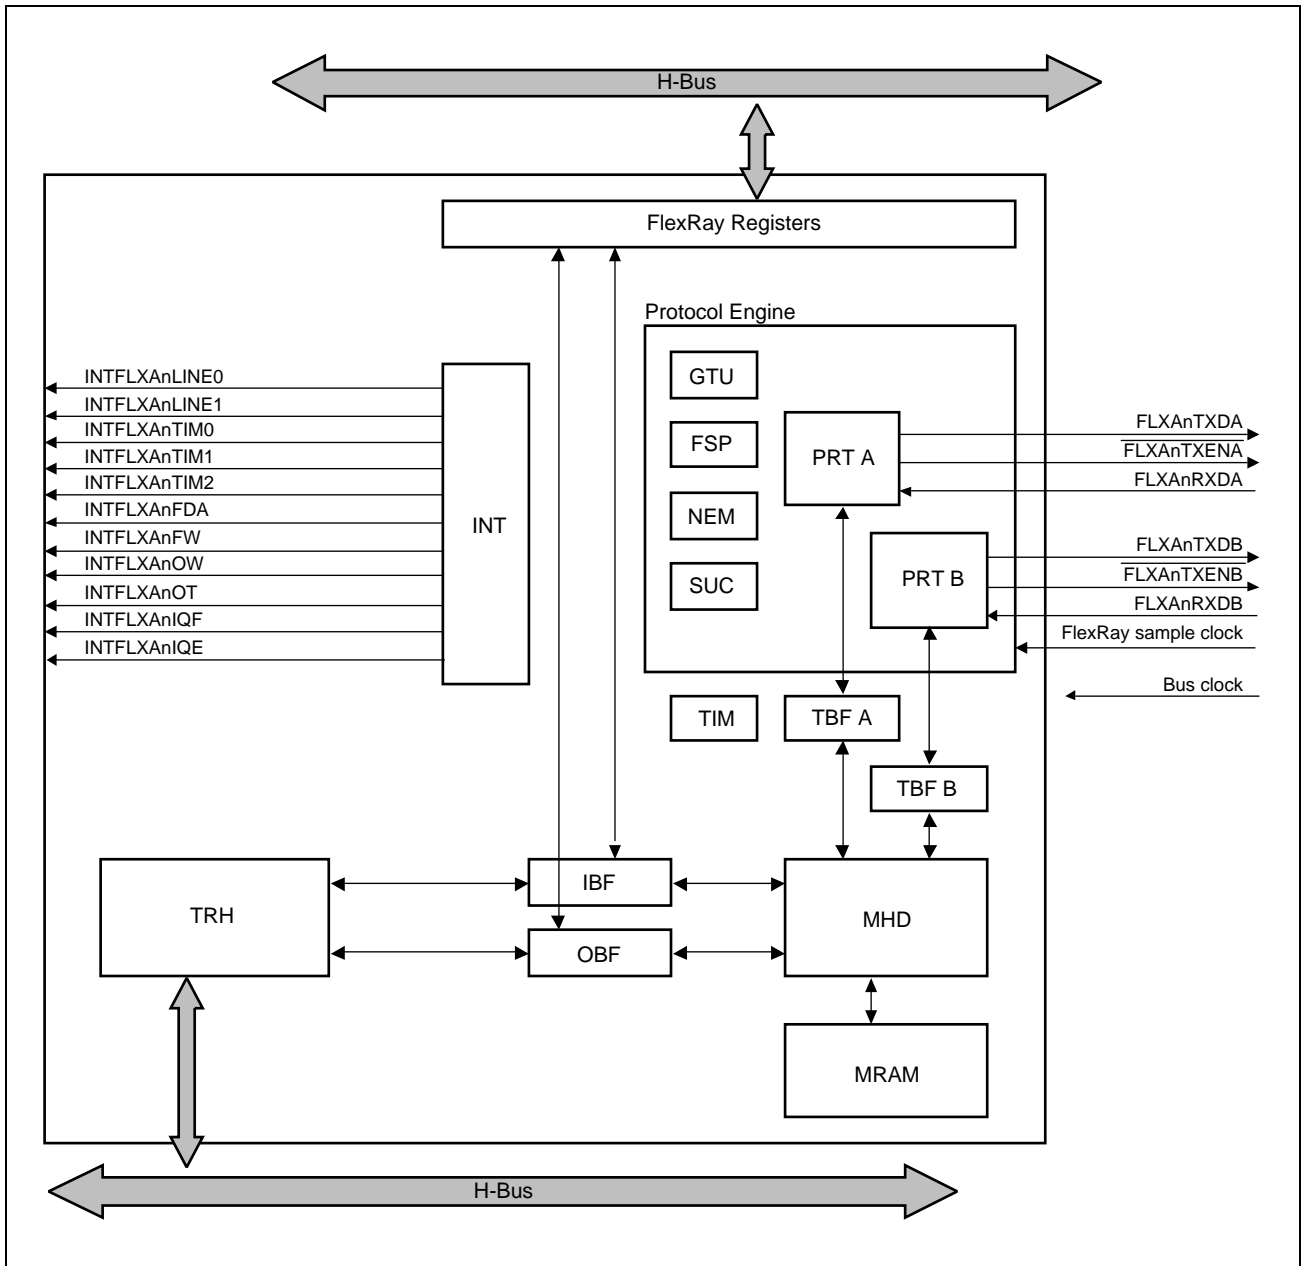 H-Bus
FlexRay Registers
Protocol Engine
GTU
FSP
NEM
SUC
PRT A
PRT B
INTFLXAnLINE0
INTFLXAnLINE1
INTFLXAnTIM0
INTFLXAnTIM1
INTFLXAnTIM2
INTFLXAnFDA
INTFLXAnFW
INTFLXAnOW
INTFLXAnOT
INTFLXAnIQF
INTFLXAnIQE
INT
FLXAnTXDA
FLXAnTXENA
FLXAnRXDA
FLXAnTXDB
FLXAnTXENB
FLXAnRXDB
FlexRay sample clock
Bus clock
TIM
TBF A
TBF B
TRH
IBF
OBF
MHD
MRAM
H-Bus